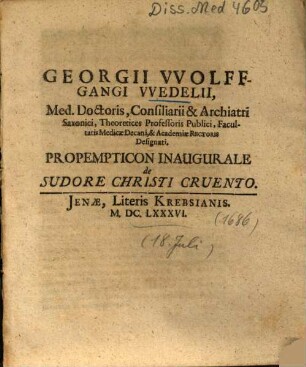 Diss. Med 4605
GEORGII VVOLFF-
GANGI VVEDELII,
Med. Doctoris, Consiliarii & Archiatri
Saxonici, Theoretices Professoris Publici, Facul-
tatis Medicæ Decani, & Academiæ RECTORIS
Designati,
PROPEMPTICON INAUGURALE
de
SUDORE CHRISTI CRUENTO.
JENÆ, Literis KREBSIANIS.
M. DC. LXXXVI.
(1686)
(18. Juli)